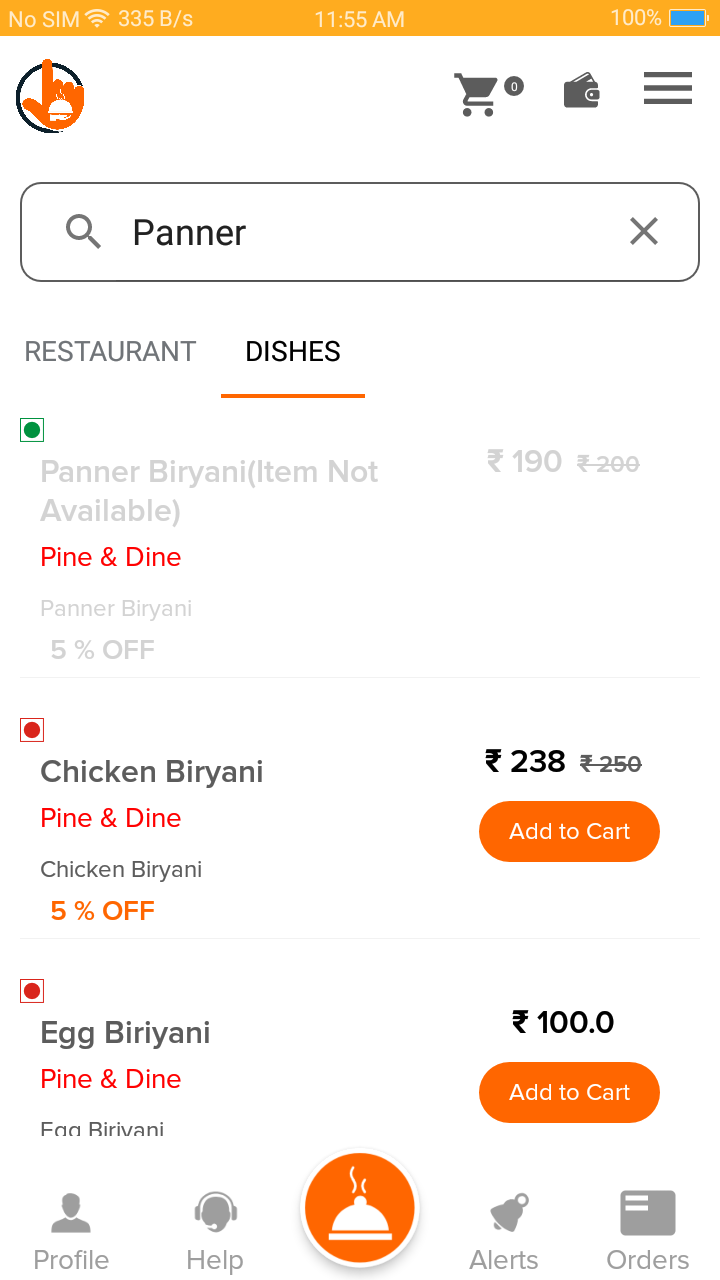 No SIM 335 B/s 11:55 AM 100%
0
Panner
RESTAURANT DISHES
Panner Biryani(Item Not
Available)
₹ 190 ₹ 200
Pine & Dine
Panner Biryani
5 % OFF
Chicken Biryani
₹ 238 ₹ 250
Pine & Dine
Add to Cart
Chicken Biryani
5 % OFF
Egg Biriyani
₹ 100.0
Pine & Dine
Add to Cart
Egg Biriyani
Profile Help Alerts Orders